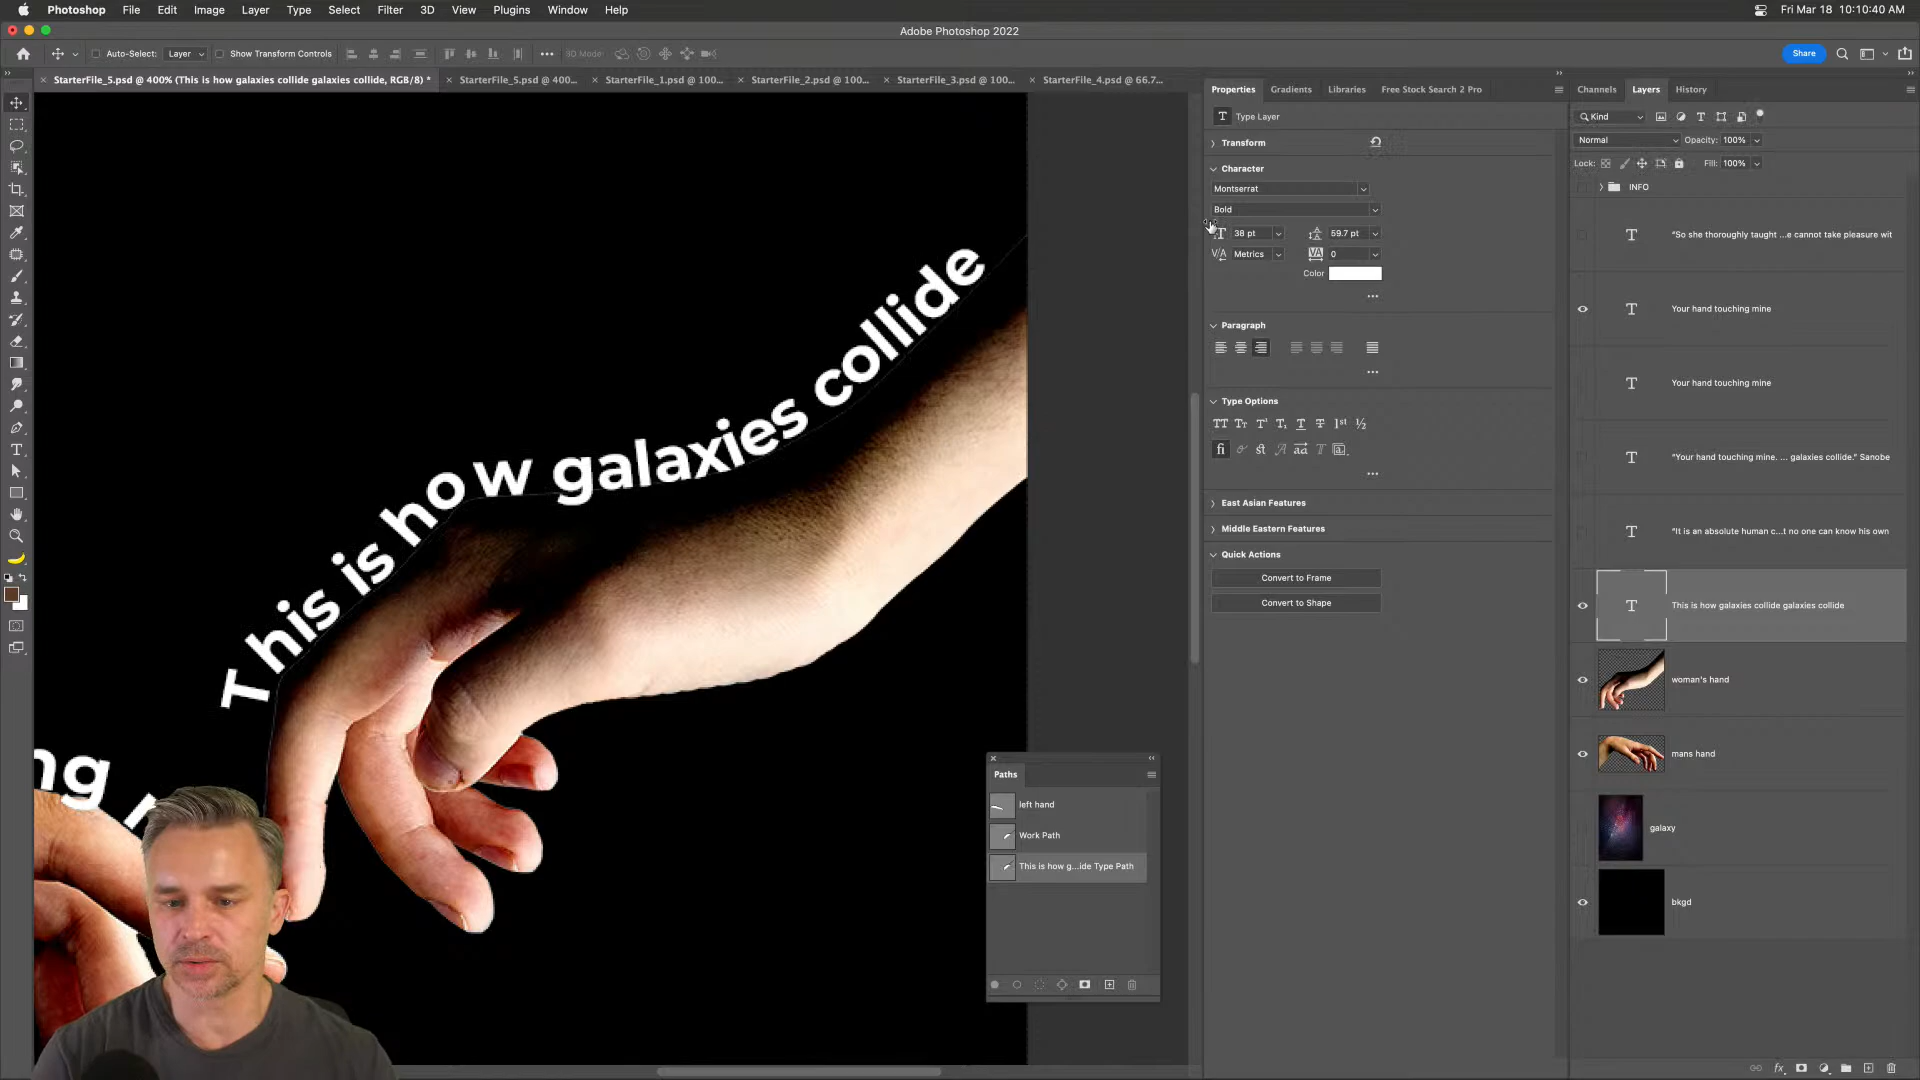 Photoshop File Edit Image Layer Type Select Filter 3D View Plugins Window Help
Fri Mar 18 10:10:40 AM
Adobe Photoshop 2022
Auto-Select: Layer Show Transform Controls 3D Mode: Share
StarterFile_5.psd @ 400% (This is how galaxies collide galaxies collide, RGB/8) * StarterFile_5.psd @ 400... StarterFile_1.psd @ 100... StarterFile_2.psd @ 100... StarterFile_3.psd @ 100... StarterFile_4.psd @ 66.7...
Properties Gradients Libraries Free Stock Search 2 Pro
Type Layer
Transform
Character
Montserrat
Bold
38 pt 59.7 pt
Metrics 0
Color
Paragraph
Type Options
East Asian Features
Middle Eastern Features
Quick Actions
Convert to Frame
Convert to Shape
Channels Layers History
Kind
Normal Opacity: 100%
Lock: Fill: 100%
INFO
"So she thoroughly taught ...e cannot take pleasure wit
Your hand touching mine
Your hand touching mine
"Your hand touching mine. ... galaxies collide." Sanobe
"It is an absolute human c...t no one can know his own
This is how galaxies collide galaxies collide
woman's hand
mans hand
galaxy
bkgd
This is how galaxies collide
ng
Paths
left hand
Work Path
This is how g...ide Type Path